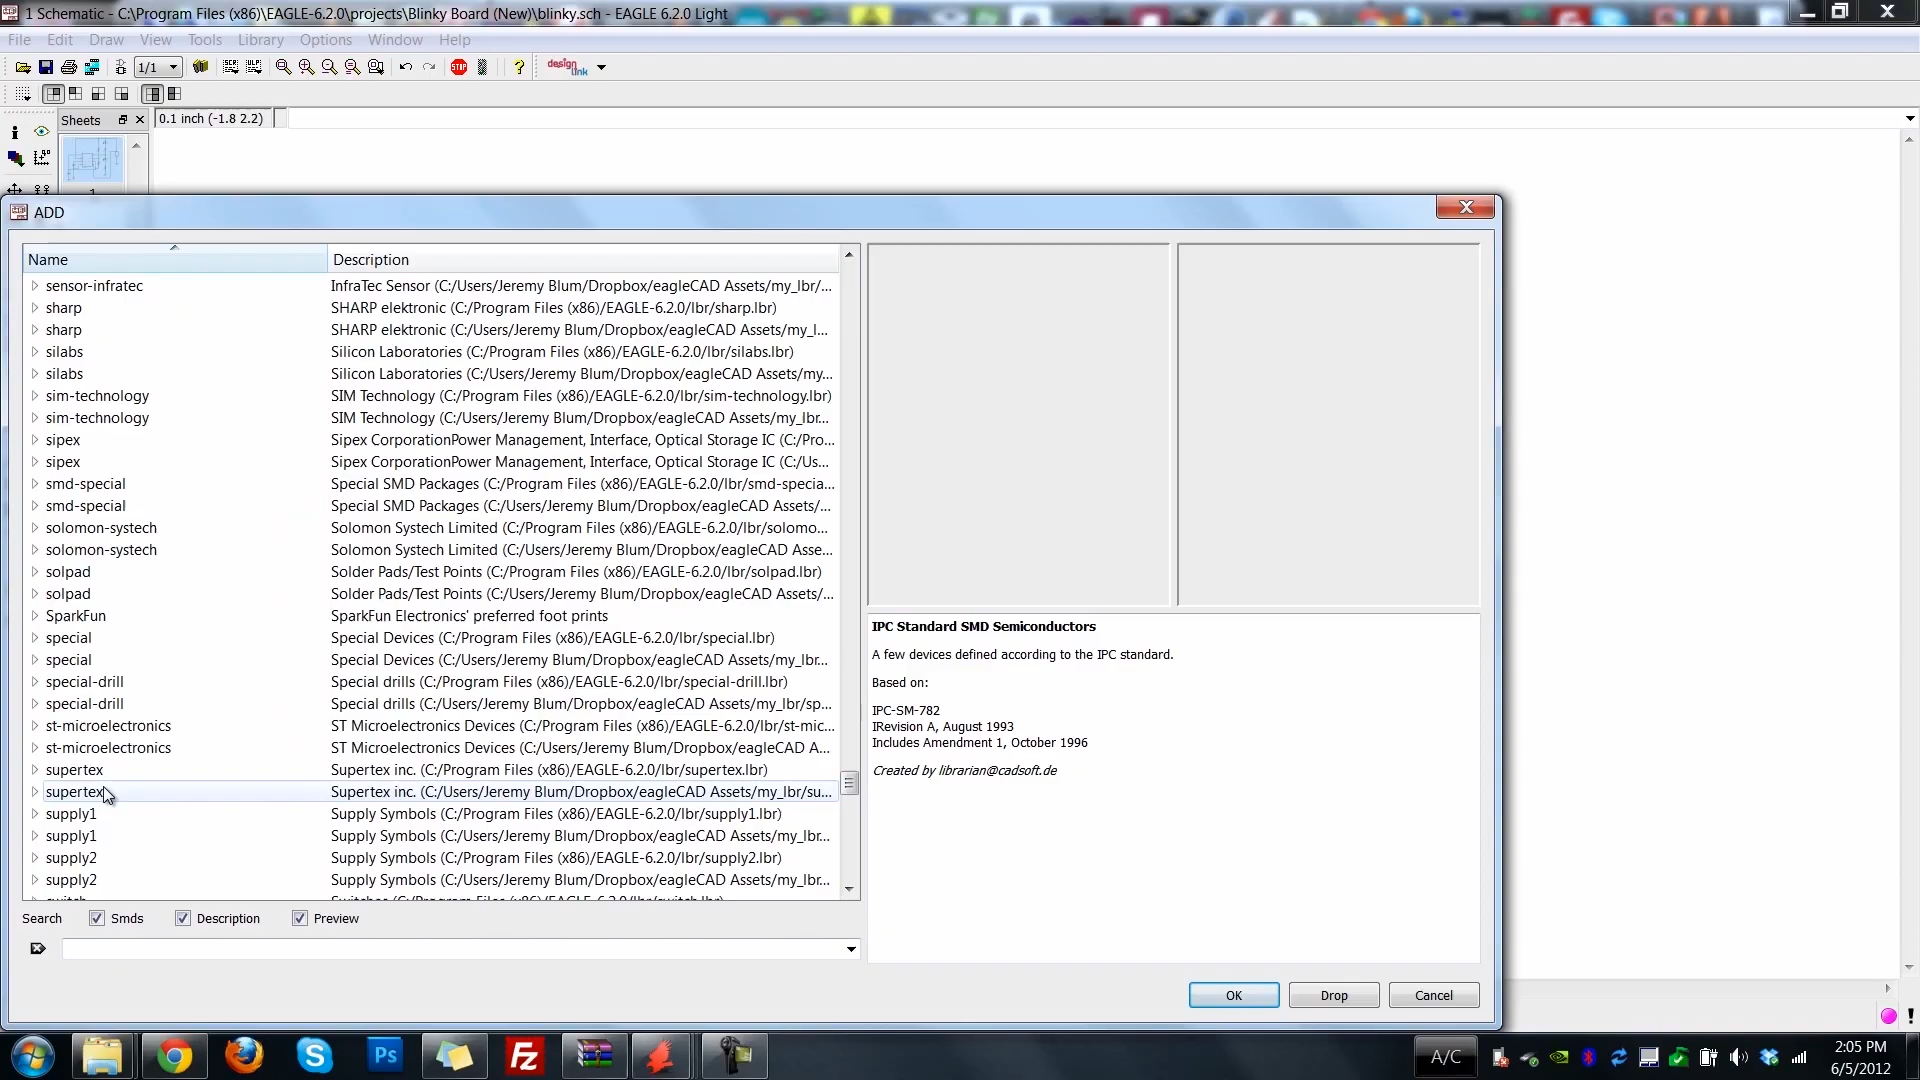 1 Schematic - C:\Program Files (x86)\EAGLE-6.2.0\projects\Blinky Board (New)\blinky.sch - EAGLE 6.2.0 Light
File Edit Draw View Tools Library Options Window Help
1/1
SCR ULP
STOP
?
design link
Sheets
0.1 inch (-1.8 2.2)
1
ADD
Name Description
sensor-infratec InfraTec Sensor (C:/Users/Jeremy Blum/Dropbox/eagleCAD Assets/my_lbr/...
sharp SHARP elektronic (C:/Program Files (x86)/EAGLE-6.2.0/lbr/sharp.lbr)
sharp SHARP elektronic (C:/Users/Jeremy Blum/Dropbox/eagleCAD Assets/my_l...
silabs Silicon Laboratories (C:/Program Files (x86)/EAGLE-6.2.0/lbr/silabs.lbr)
silabs Silicon Laboratories (C:/Users/Jeremy Blum/Dropbox/eagleCAD Assets/my...
sim-technology SIM Technology (C:/Program Files (x86)/EAGLE-6.2.0/lbr/sim-technology.lbr)
sim-technology SIM Technology (C:/Users/Jeremy Blum/Dropbox/eagleCAD Assets/my_lbr...
sipex Sipex CorporationPower Management, Interface, Optical Storage IC (C:/Pro...
sipex Sipex CorporationPower Management, Interface, Optical Storage IC (C:/Us...
smd-special Special SMD Packages (C:/Program Files (x86)/EAGLE-6.2.0/lbr/smd-specia...
smd-special Special SMD Packages (C:/Users/Jeremy Blum/Dropbox/eagleCAD Assets/...
solomon-systech Solomon Systech Limited (C:/Program Files (x86)/EAGLE-6.2.0/lbr/solomo...
solomon-systech Solomon Systech Limited (C:/Users/Jeremy Blum/Dropbox/eagleCAD Asse...
solpad Solder Pads/Test Points (C:/Program Files (x86)/EAGLE-6.2.0/lbr/solpad.lbr)
solpad Solder Pads/Test Points (C:/Users/Jeremy Blum/Dropbox/eagleCAD Assets/...
SparkFun SparkFun Electronics' preferred foot prints
special Special Devices (C:/Program Files (x86)/EAGLE-6.2.0/lbr/special.lbr)
special Special Devices (C:/Users/Jeremy Blum/Dropbox/eagleCAD Assets/my_lbr...
special-drill Special drills (C:/Program Files (x86)/EAGLE-6.2.0/lbr/special-drill.lbr)
special-drill Special drills (C:/Users/Jeremy Blum/Dropbox/eagleCAD Assets/my_lbr/sp...
st-microelectronics ST Microelectronics Devices (C:/Program Files (x86)/EAGLE-6.2.0/lbr/st-mic...
st-microelectronics ST Microelectronics Devices (C:/Users/Jeremy Blum/Dropbox/eagleCAD A...
supertex Supertex inc. (C:/Program Files (x86)/EAGLE-6.2.0/lbr/supertex.lbr)
supertex Supertex inc. (C:/Users/Jeremy Blum/Dropbox/eagleCAD Assets/my_lbr/su...
supply1 Supply Symbols (C:/Program Files (x86)/EAGLE-6.2.0/lbr/supply1.lbr)
supply1 Supply Symbols (C:/Users/Jeremy Blum/Dropbox/eagleCAD Assets/my_lbr...
supply2 Supply Symbols (C:/Program Files (x86)/EAGLE-6.2.0/lbr/supply2.lbr)
supply2 Supply Symbols (C:/Users/Jeremy Blum/Dropbox/eagleCAD Assets/my_lbr...
switch Switches (C:/Program Files (x86)/EAGLE-6.2.0/lbr/switch.lbr)
Search Smds Description Preview
IPC Standard SMD Semiconductors
A few devices defined according to the IPC standard.
Based on:
IPC-SM-782
IRevision A, August 1993
Includes Amendment 1, October 1996
Created by librarian@cadsoft.de
OK Drop Cancel
Ps
Fz
A/C
2:05 PM
6/5/2012